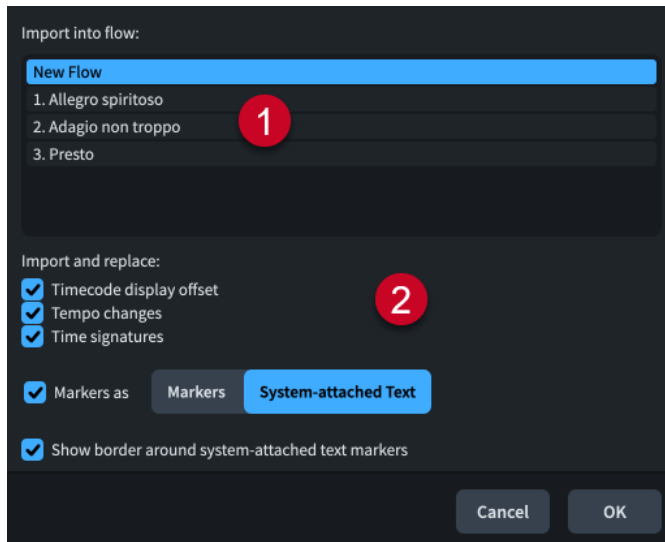 Import into flow:
New Flow
1. Allegro spiritoso
2. Adagio non troppo
3. Presto
1
Import and replace:
Timecode display offset
Tempo changes
Time signatures
2
Markers as Markers System-attached Text
Show border around system-attached text markers
Cancel OK